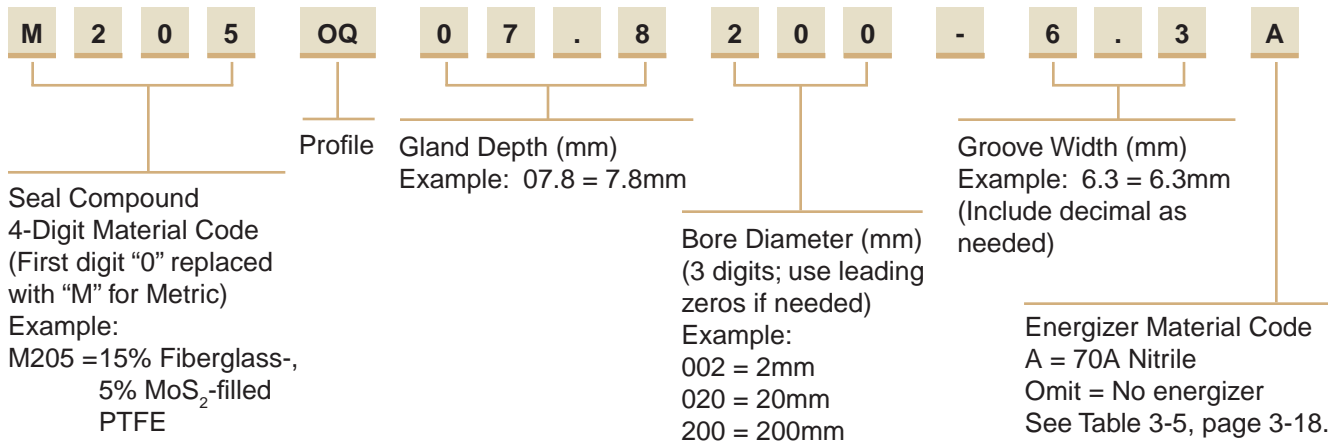 M 2 0 5 OQ 0 7 . 8 2 0 0 - 6 . 3 A
Profile
Gland Depth (mm)
Example: 07.8 = 7.8mm
Groove Width (mm)
Example: 6.3 = 6.3mm
(Include decimal as
needed)
Seal Compound
4-Digit Material Code
(First digit “0” replaced
with “M” for Metric)
Example:
M205 =15% Fiberglass-,
5% MoS2-filled
PTFE
Bore Diameter (mm)
(3 digits; use leading
zeros if needed)
Example:
002 = 2mm
020 = 20mm
200 = 200mm
Energizer Material Code
A = 70A Nitrile
Omit = No energizer
See Table 3-5, page 3-18.